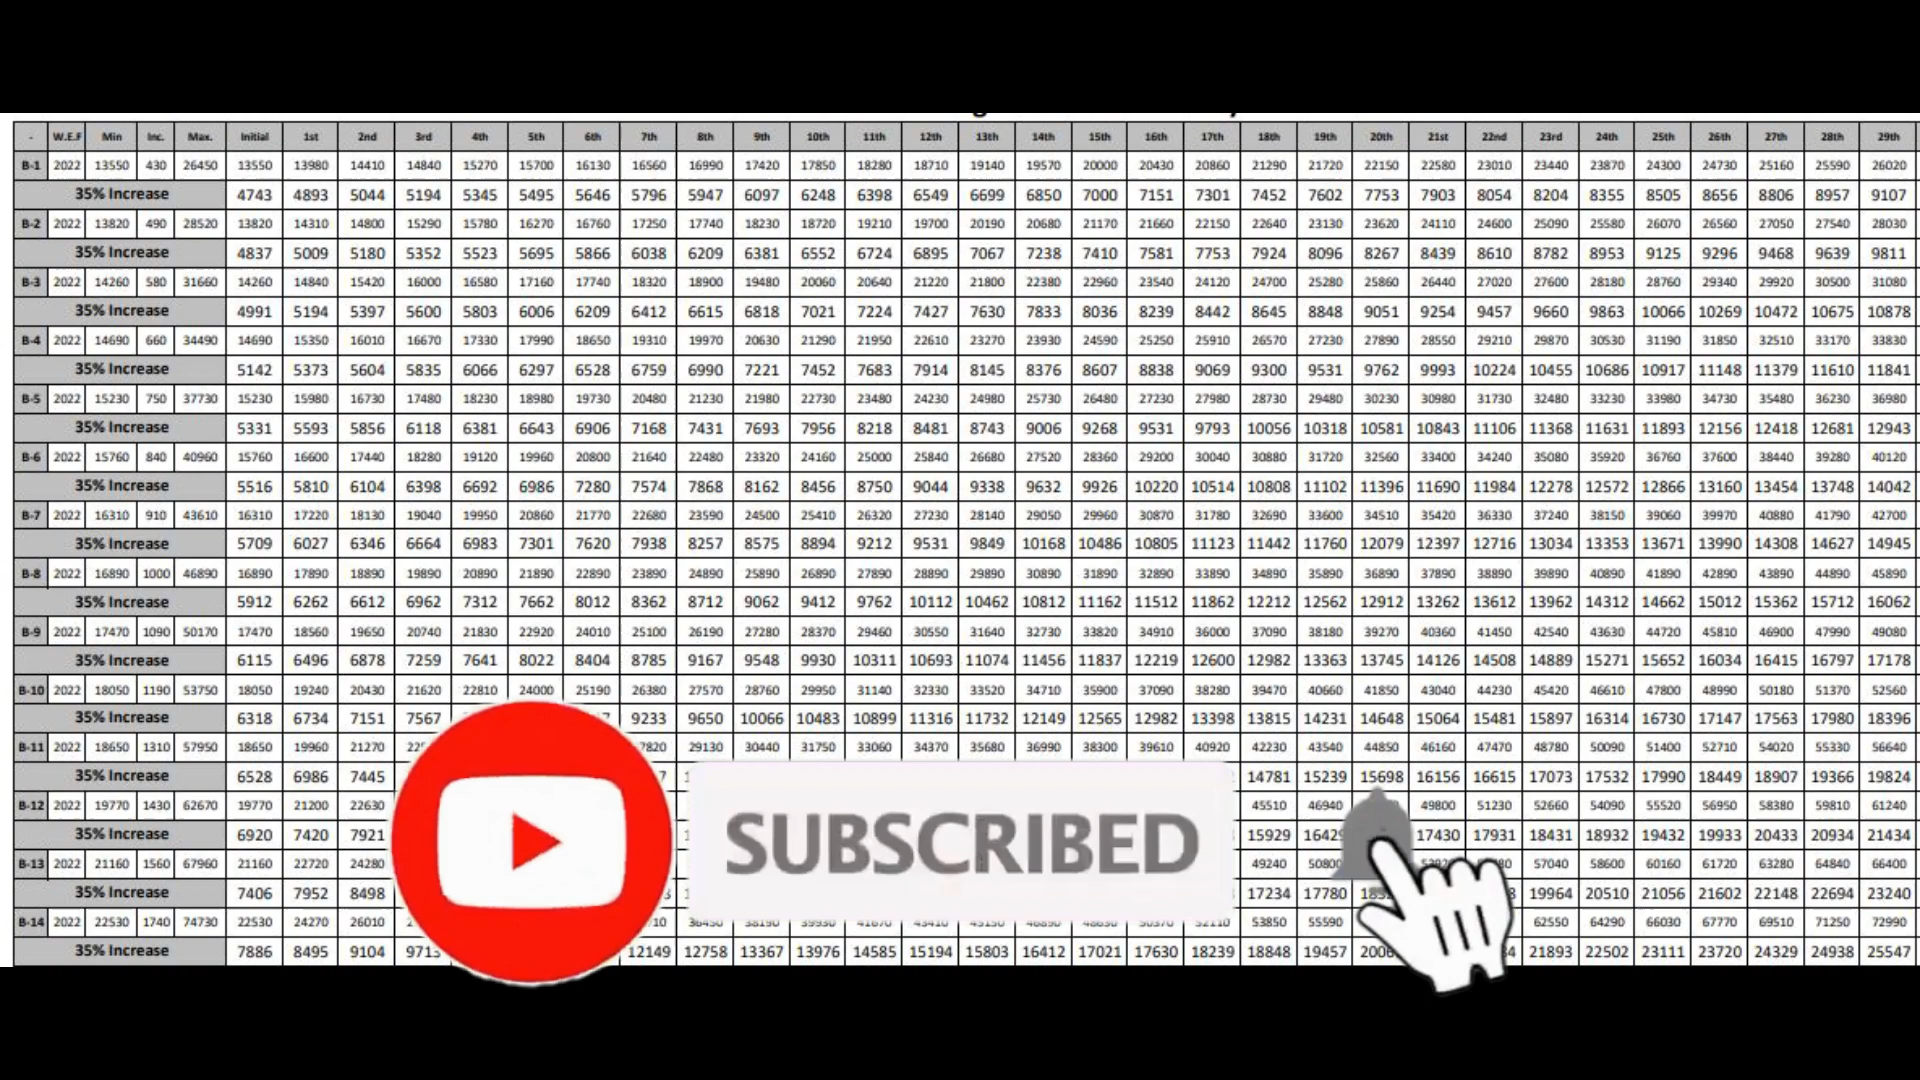 - W.E.F Min Inc. Max. Initial 1st 2nd 3rd 4th 5th 6th 7th 8th 9th 10th 11th 12th 13th 14th 15th 16th 17th 18th 19th 20th 21st 22nd 23rd 24th 25th 26th 27th 28th 29th
B-1 2022 13550 430 26450 13550 13980 14410 14840 15270 15700 16130 16560 16990 17420 17850 18280 18710 19140 19570 20000 20430 20860 21290 21720 22150 22580 23010 23440 23870 24300 24730 25160 25590 26020
35% Increase 4743 4893 5044 5194 5345 5495 5646 5796 5947 6097 6248 6398 6549 6699 6850 7000 7151 7301 7452 7602 7753 7903 8054 8204 8355 8505 8656 8806 8957 9107
B-2 2022 13820 490 28520 13820 14310 14800 15290 15780 16270 16760 17250 17740 18230 18720 19210 19700 20190 20680 21170 21660 22150 22640 23130 23620 24110 24600 25090 25580 26070 26560 27050 27540 28030
35% Increase 4837 5009 5180 5352 5523 5695 5866 6038 6209 6381 6552 6724 6895 7067 7238 7410 7581 7753 7924 8096 8267 8439 8610 8782 8953 9125 9296 9468 9639 9811
B-3 2022 14260 580 31660 14260 14840 15420 16000 16580 17160 17740 18320 18900 19480 20060 20640 21220 21800 22380 22960 23540 24120 24700 25280 25860 26440 27020 27600 28180 28760 29340 29920 30500 31080
35% Increase 4991 5194 5397 5600 5803 6006 6209 6412 6615 6818 7021 7224 7427 7630 7833 8036 8239 8442 8645 8848 9051 9254 9457 9660 9863 10066 10269 10472 10675 10878
B-4 2022 14690 660 34490 14690 15350 16010 16670 17330 17990 18650 19310 19970 20630 21290 21950 22610 23270 23930 24590 25250 25910 26570 27230 27890 28550 29210 29870 30530 31190 31850 32510 33170 33830
35% Increase 5142 5373 5604 5835 6066 6297 6528 6759 6990 7221 7452 7683 7914 8145 8376 8607 8838 9069 9300 9531 9762 9993 10224 10455 10686 10917 11148 11379 11610 11841
B-5 2022 15230 750 37730 15230 15980 16730 17480 18230 18980 19730 20480 21230 21980 22730 23480 24230 24980 25730 26480 27230 27980 28730 29480 30230 30980 31730 32480 33230 33980 34730 35480 36230 36980
35% Increase 5331 5593 5856 6118 6381 6643 6906 7168 7431 7693 7956 8218 8481 8743 9006 9268 9531 9793 10056 10318 10581 10843 11106 11368 11631 11893 12156 12418 12681 12943
B-6 2022 15760 840 40960 15760 16600 17440 18280 19120 19960 20800 21640 22480 23320 24160 25000 25840 26680 27520 28360 29200 30040 30880 31720 32560 33400 34240 35080 35920 36760 37600 38440 39280 40120
35% Increase 5516 5810 6104 6398 6692 6986 7280 7574 7868 8162 8456 8750 9044 9338 9632 9926 10220 10514 10808 11102 11396 11690 11984 12278 12572 12866 13160 13454 13748 14042
B-7 2022 16310 910 43610 16310 17220 18130 19040 19950 20860 21770 22680 23590 24500 25410 26320 27230 28140 29050 29960 30870 31780 32690 33600 34510 35420 36330 37240 38150 39060 39970 40880 41790 42700
35% Increase 5709 6027 6346 6664 6983 7301 7620 7938 8257 8575 8894 9212 9531 9849 10168 10486 10805 11123 11442 11760 12079 12397 12716 13034 13353 13671 13990 14308 14627 14945
B-8 2022 16890 1000 46890 16890 17890 18890 19890 20890 21890 22890 23890 24890 25890 26890 27890 28890 29890 30890 31890 32890 33890 34890 35890 36890 37890 38890 39890 40890 41890 42890 43890 44890 45890
35% Increase 5912 6262 6612 6962 7312 7662 8012 8362 8712 9062 9412 9762 10112 10462 10812 11162 11512 11862 12212 12562 12912 13262 13612 13962 14312 14662 15012 15362 15712 16062
B-9 2022 17470 1090 50170 17470 18560 19650 20740 21830 22920 24010 25100 26190 27280 28370 29460 30550 31640 32730 33820 34910 36000 37090 38180 39270 40360 41450 42540 43630 44720 45810 46900 47990 49080
35% Increase 6115 6496 6878 7259 7641 8022 8404 8785 9167 9548 9930 10311 10693 11074 11456 11837 12219 12600 12982 13363 13745 14126 14508 14889 15271 15652 16034 16415 16797 17178
B-10 2022 18050 1190 53750 18050 19240 20430 21620 22810 24000 25190 26380 27570 28760 29950 31140 32330 33520 34710 35900 37090 38280 39470 40660 41850 43040 44230 45420 46610 47800 48990 50180 51370 52560
35% Increase 6318 6734 7151 7567 9233 9650 10066 10483 10899 11316 11732 12149 12565 12982 13398 13815 14231 14648 15064 15481 15897 16314 16730 17147 17563 17980 18396
B-11 2022 18650 1310 57950 18650 19960 21270 29130 30440 31750 33060 34370 35680 36990 38300 39610 40920 42230 43540 44850 46160 47470 48780 50090 51400 52710 54020 55330 56640
35% Increase 6528 6986 7445 14781 15239 15698 16156 16615 17073 17532 17990 18449 18907 19366 19824
B-12 2022 19770 1430 62670 19770 21200 22630 45510 46940 49800 51230 52660 54090 55520 56950 58380 59810 61240
35% Increase 6920 7420 7921 15929 17430 17931 18431 18932 19432 19933 20433 20934 21434
SUBSCRIBED
B-13 2022 21160 1560 67960 21160 22720 24280 49240 50800 57040 58600 60160 61720 63280 64840 66400
35% Increase 7406 7952 8498 17234 17780 19964 20510 21056 21602 22148 22694 23240
B-14 2022 22530 1740 74730 22530 24270 26010 53850 55590 62550 64290 66030 67770 69510 71250 72990
35% Increase 7886 8495 9104 12149 12758 13367 13976 14585 15194 15803 16412 17021 17630 18239 18848 19457 21893 22502 23111 23720 24329 24938 25547